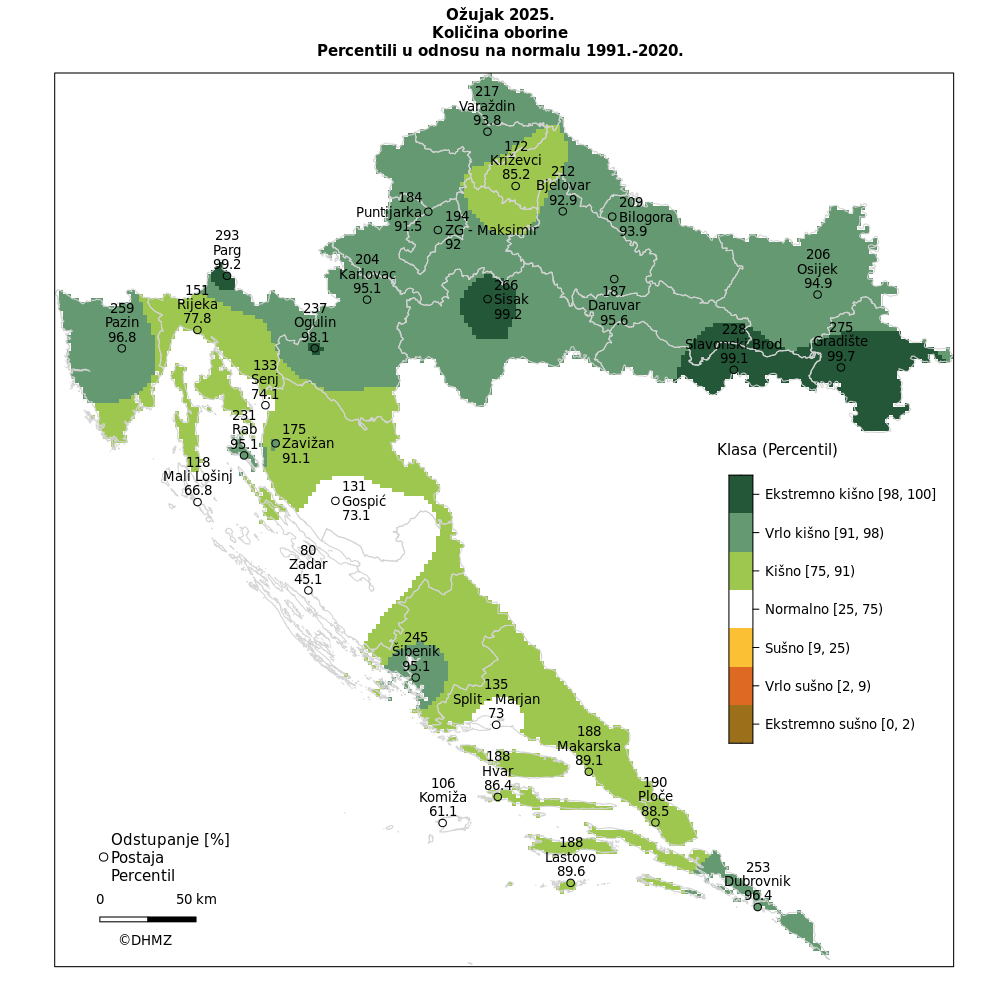 Ožujak 2025.
Količina oborine
Percentili u odnosu na normalu 1991.-2020.
217
Varaždin
93.8
172
Križevci
85.2
212
Bjelovar
92.9
184
Puntijarka
91.5
194
ZG - Maksimir
92
209
Bilogora
93.9
293
Parg
99.2
204
Karlovac
95.1
206
Osijek
94.9
151
Rijeka
77.8
266
Sisak
99.2
187
Daruvar
95.6
259
Pazin
96.8
237
Ogulin
98.1
228
Slavonski Brod
99.1
275
Gradište
99.7
133
Senj
74.1
231
Rab
95.1
175
Zavižan
91.1
118
Mali Lošinj
66.8
131
Gospić
73.1
80
Zadar
45.1
245
Šibenik
95.1
135
Split - Marjan
73
188
Makarska
89.1
188
Hvar
86.4
106
Komiža
61.1
190
Ploče
88.5
188
Lastovo
89.6
253
Dubrovnik
96.4
Klasa (Percentil)
Ekstremno kišno [98, 100]
Vrlo kišno [91, 98)
Kišno [75, 91)
Normalno [25, 75)
Sušno [9, 25)
Vrlo sušno [2, 9)
Ekstremno sušno [0, 2)
Odstupanje [%]
Postaja
Percentil
0 50 km
©DHMZ